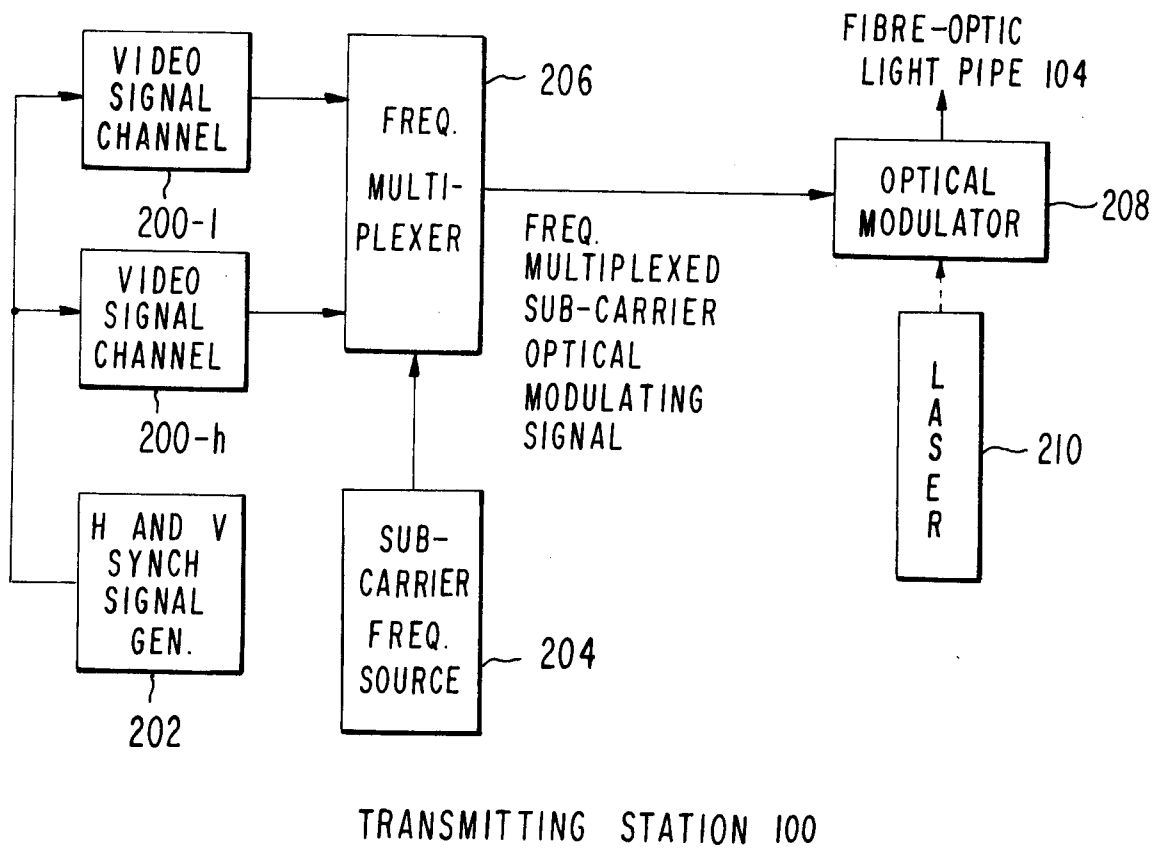 VIDEO
SIGNAL
CHANNEL
200-1
VIDEO
SIGNAL
CHANNEL
200-h
H AND V
SYNCH
SIGNAL
GEN.
202
FREQ.
MULTI-
PLEXER
206
SUB-
CARRIER
FREQ.
SOURCE
204
FREQ.
MULTIPLEXED
SUB-CARRIER
OPTICAL
MODULATING
SIGNAL
FIBRE-OPTIC
LIGHT PIPE 104
OPTICAL
MODULATOR
208
LASER
210
TRANSMITTING STATION 100